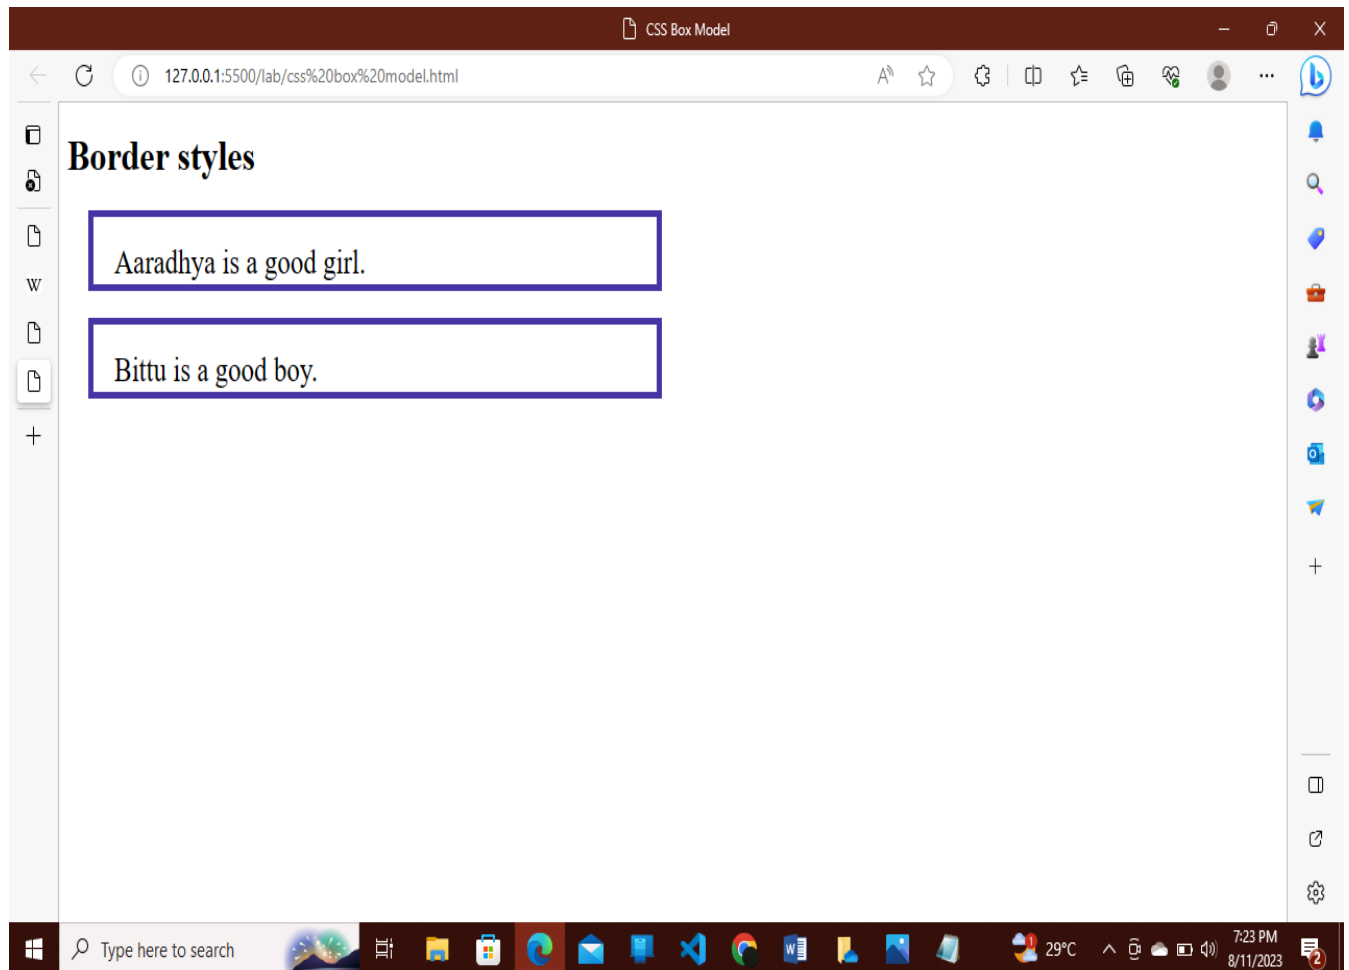 CSS Box Model
127.0.0.1:5500/lab/css%20box%20model.html
Border styles
Aaradhya is a good girl.
W
Bittu is a good boy.
Type here to search
29°C
7:23 PM
8/11/2023
2